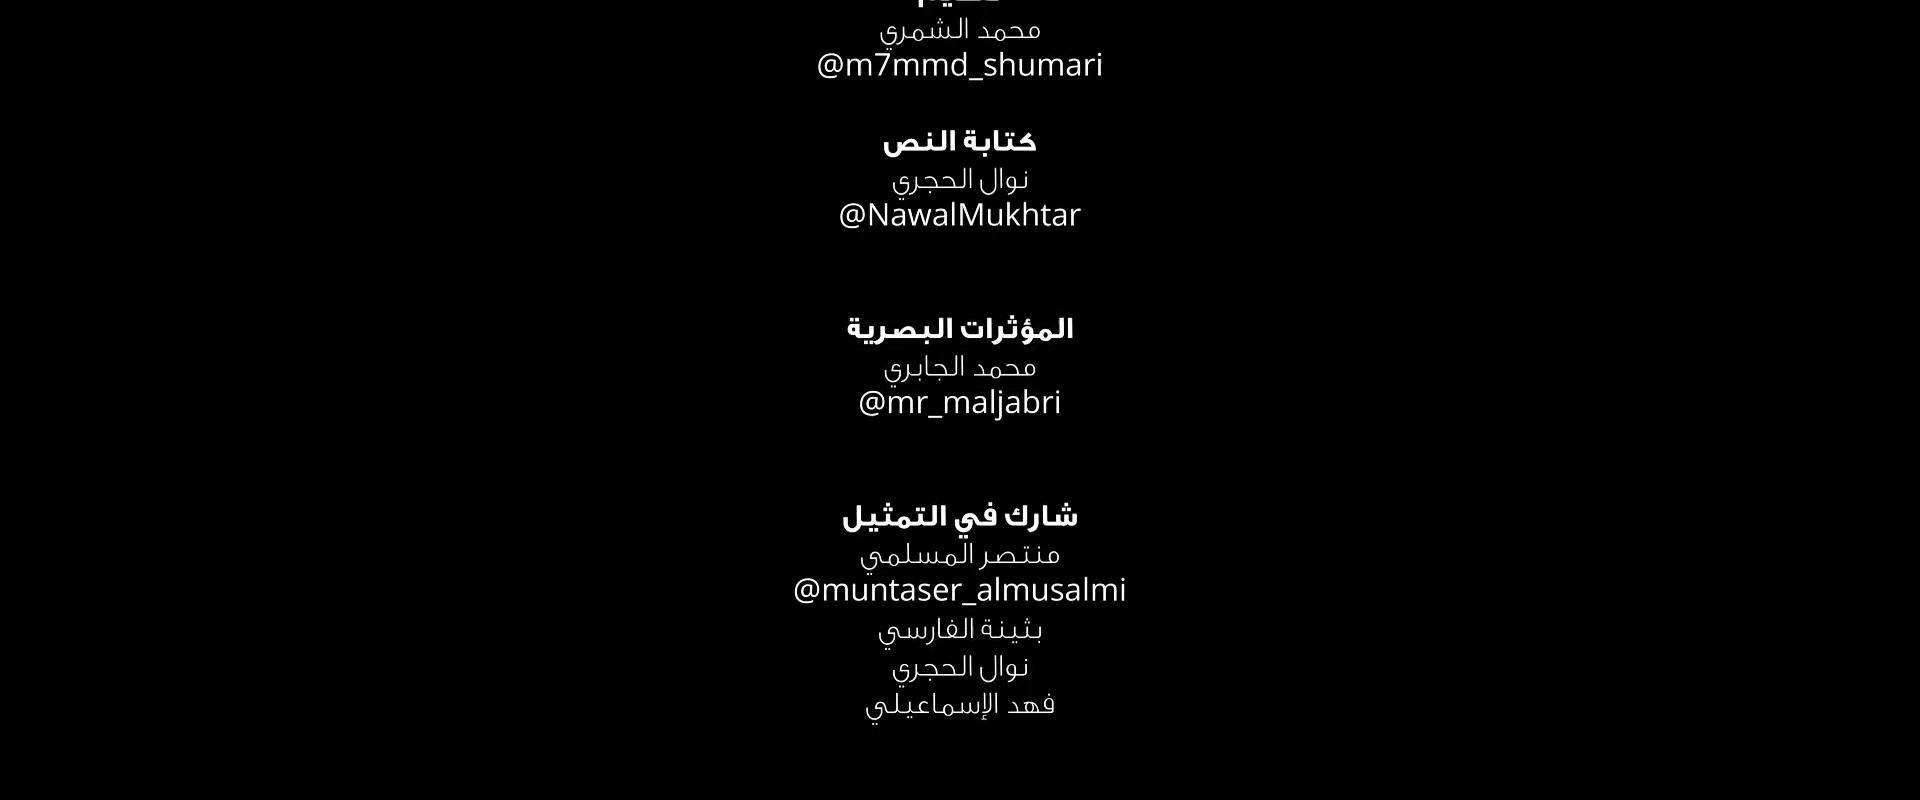 محمد الشمري
@m7mmd_shumari
كتابة النص
نوال الحجري
@NawalMukhtar
المؤثرات البصرية
محمد الجابري
@mr_maljabri
شارك في التمثيل
منتصر المسلمي
@muntaser_almusalmi
بثينة الفارسي
نوال الحجري
فهد الإسماعيلي